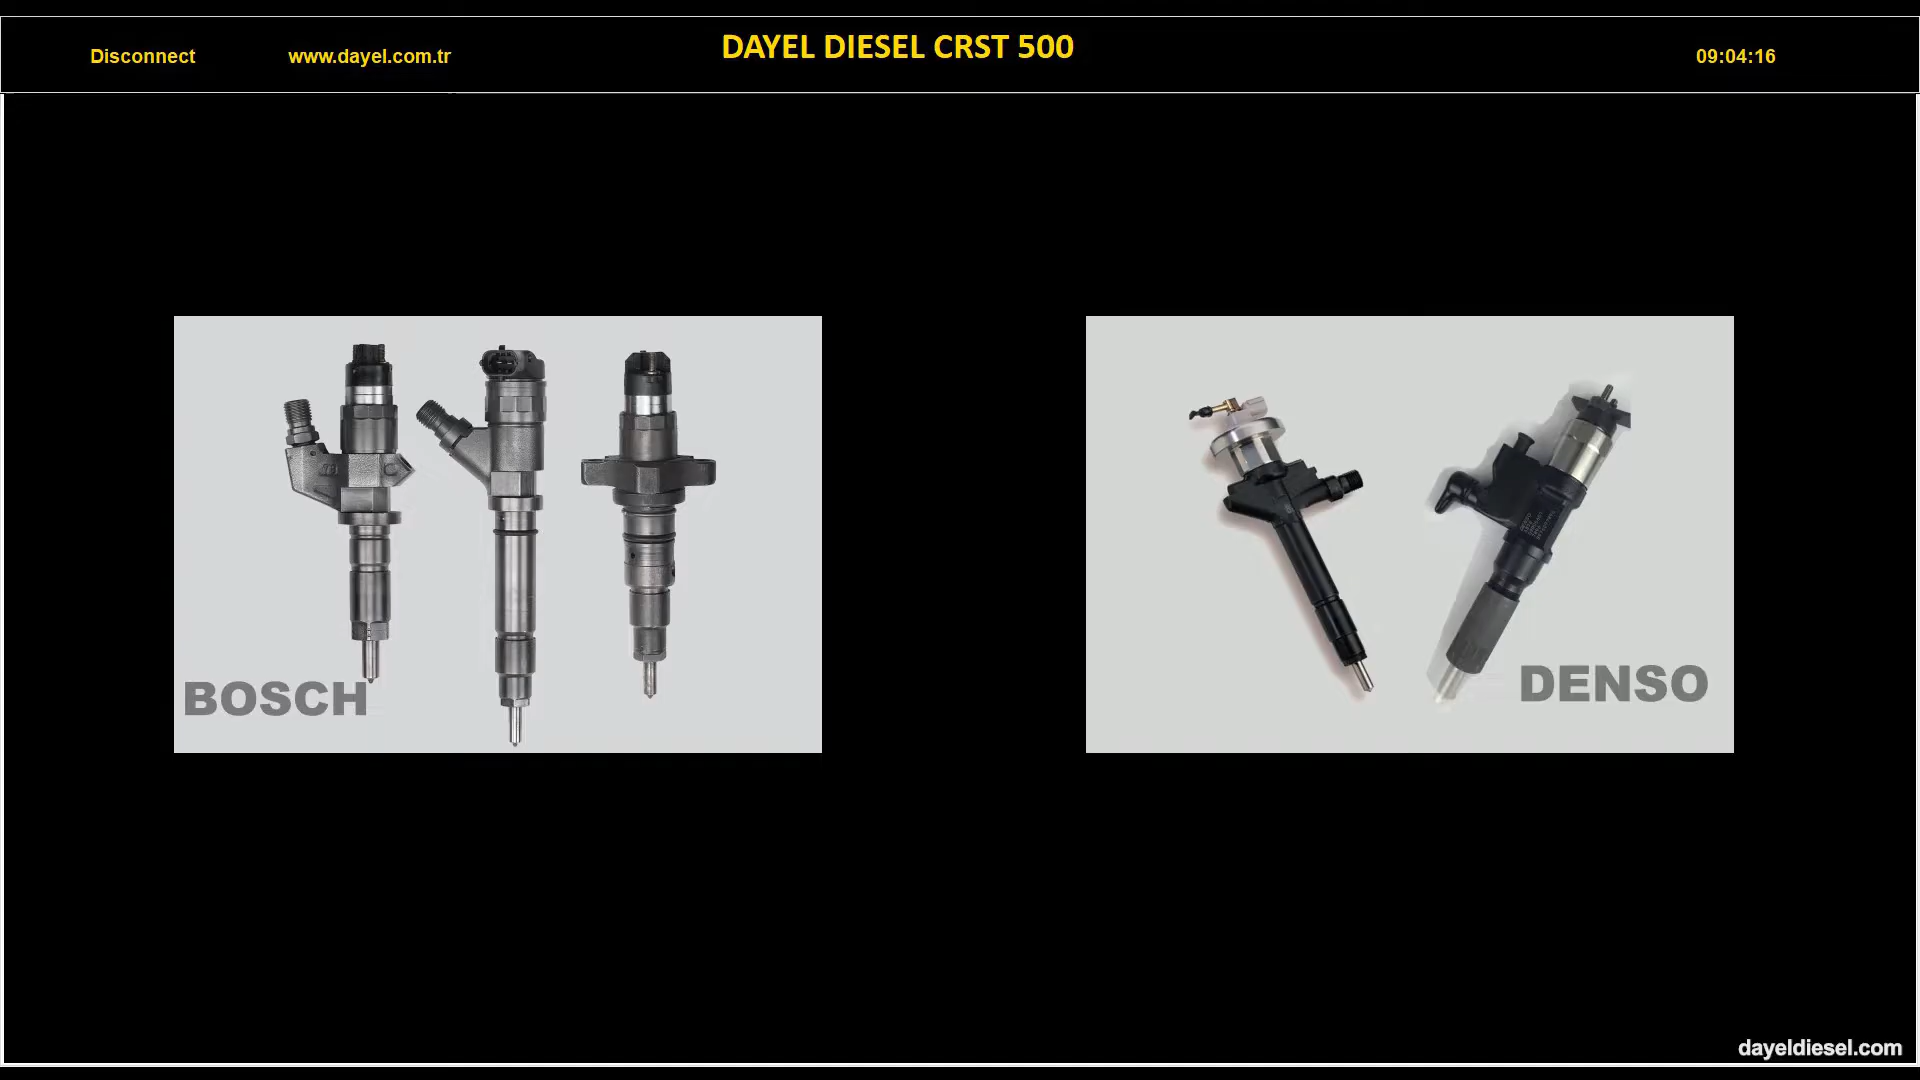 Disconnect
www.dayel.com.tr
DAYEL DIESEL CRST 500
09:04:16
BOSCH
DENSO
dayeldiesel.com